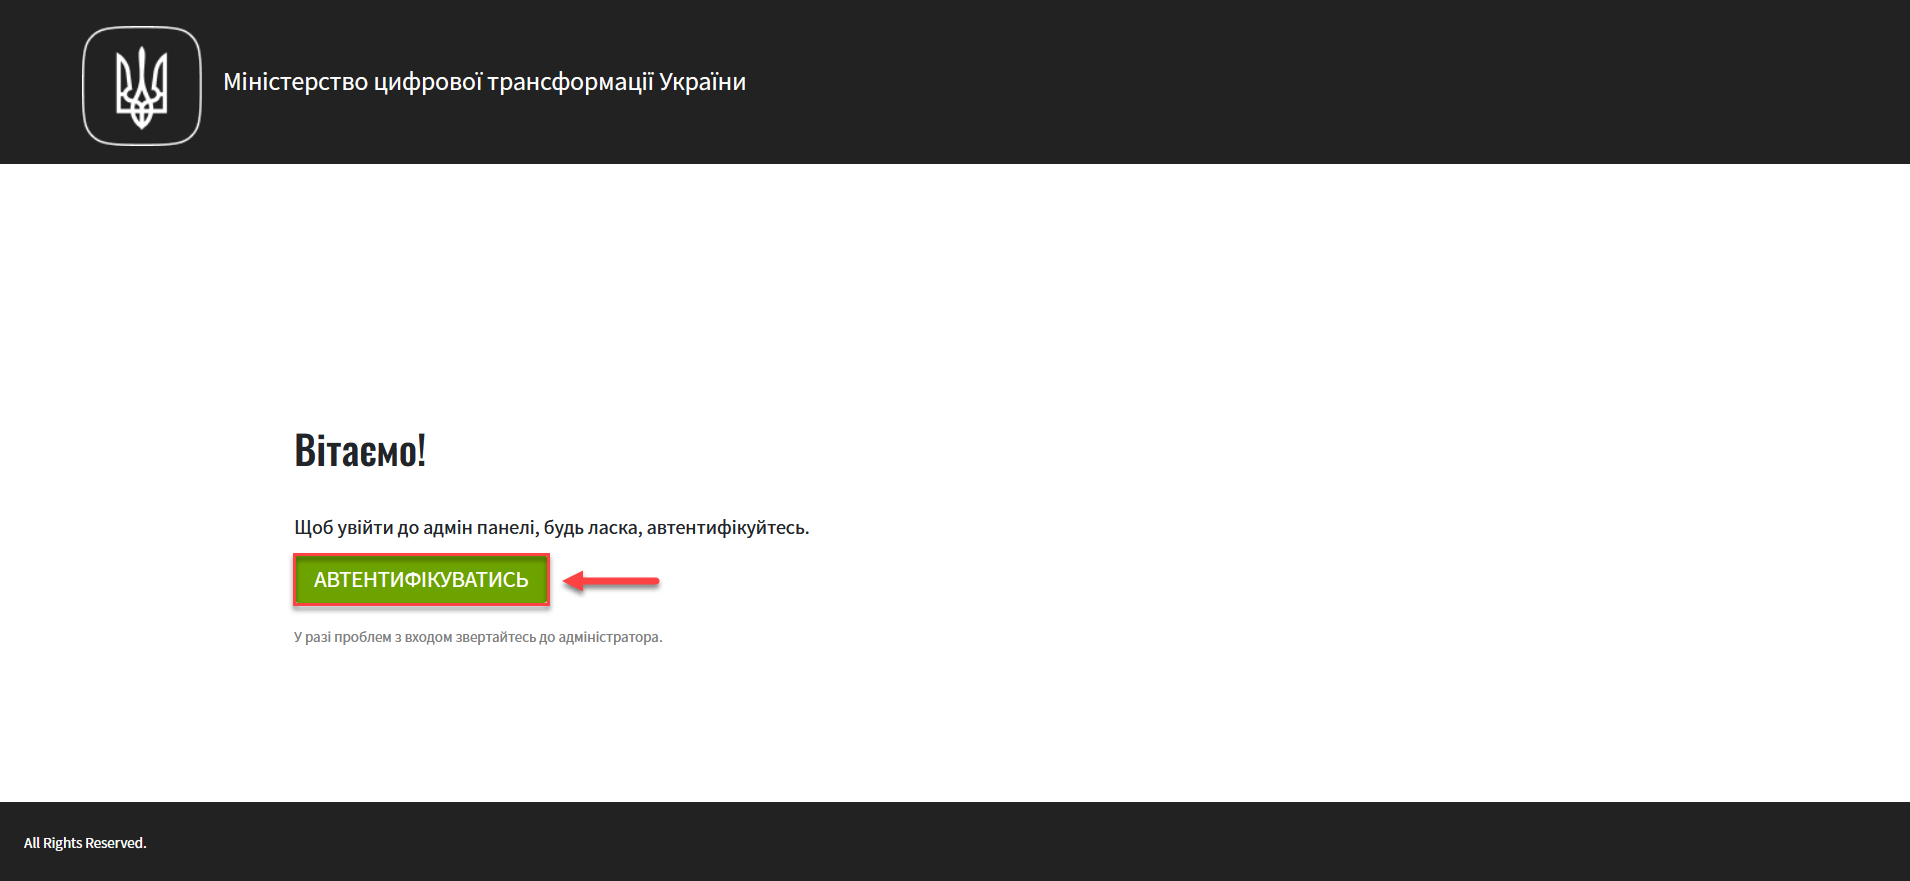 Міністерство цифрової трансформації України
Вітаємо!
Щоб увійти до адмін панелі, будь ласка, автентифікуйтесь.
АВТЕНТИФІКУВАТИСЬ
У разі проблем з входом звертайтесь до адміністратора.
All Rights Reserved.